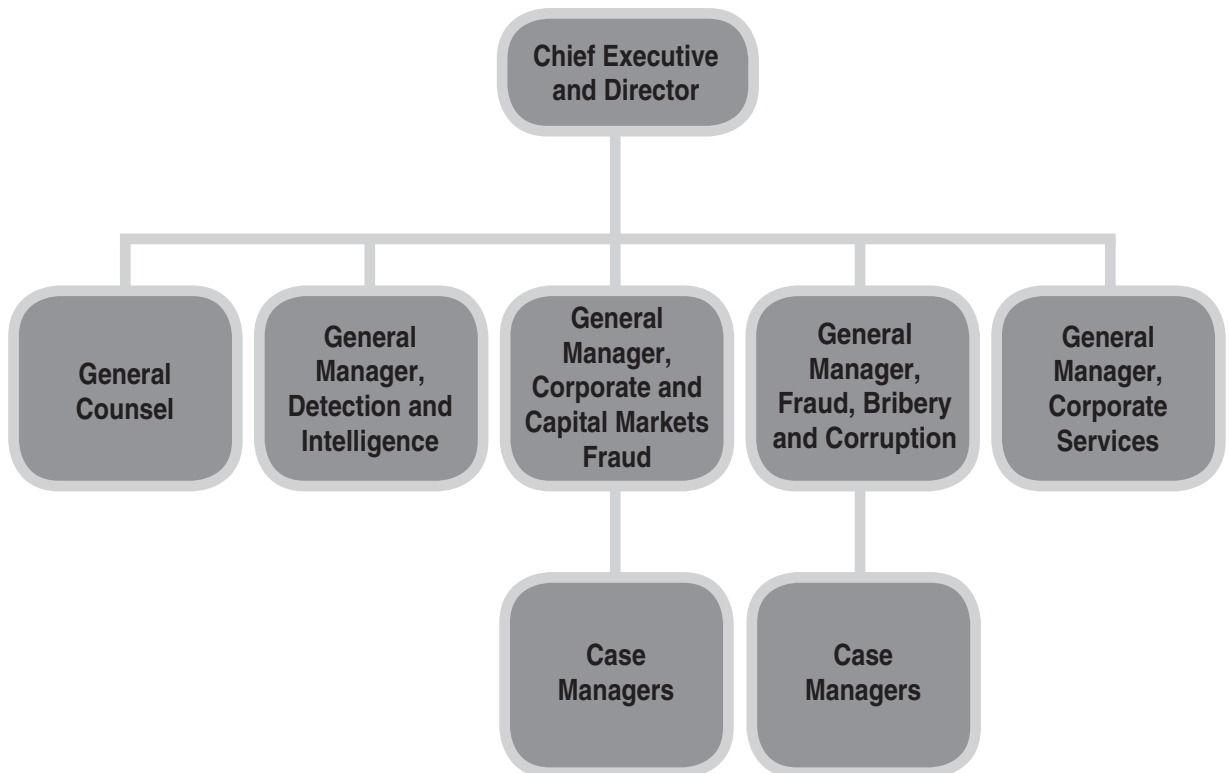 Chief Executive
and Director
General
Counsel
General
Manager,
Detection and
Intelligence
General
Manager,
Corporate and
Capital Markets
Fraud
General
Manager,
Fraud, Bribery
and Corruption
General
Manager,
Corporate
Services
Case
Managers
Case
Managers